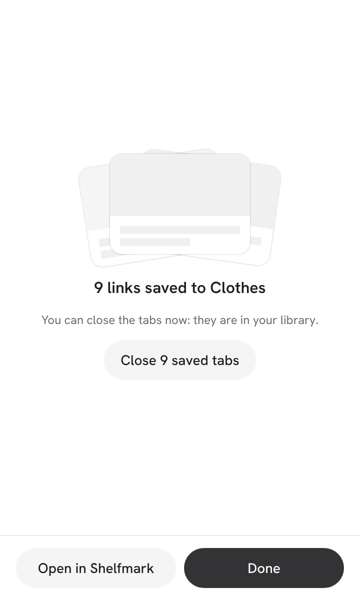 9 links saved to Clothes
You can close the tabs now: they are in your library.
Close 9 saved tabs
Open in Shelfmark
Done